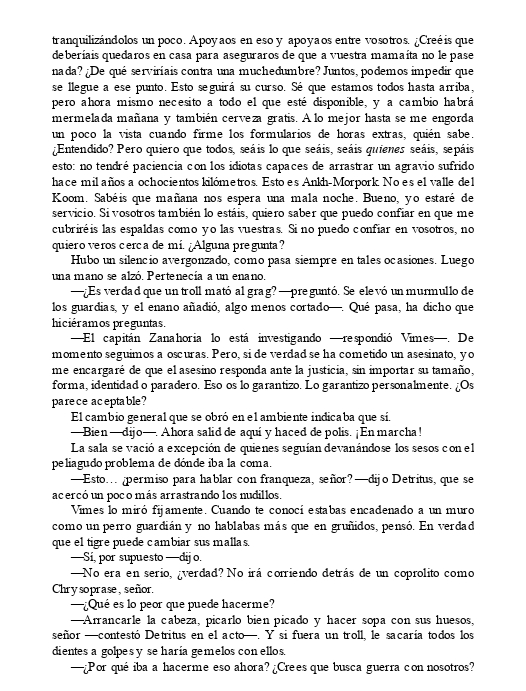 tranquilizándolos un poco. Apoyaos en eso y apoyaos entre vosotros. ¿Creéis que
deberíais quedaros en casa para aseguraros de que a vuestra mamaíta no le pase
nada? ¿De qué serviríais contra una muchedumbre? Juntos, podemos impedir que
se llegue a ese punto. Esto seguirá su curso. Sé que estamos todos hasta arriba,
pero ahora mismo necesito a todo el que esté disponible, y a cambio habrá
mermelada mañana y también cerveza gratis. A lo mejor hasta se me engorda
un poco la vista cuando firme los formularios de horas extras, quién sabe.
¿Entendido? Pero quiero que todos, seáis lo que seáis, seáis quienes seáis, sepáis
esto: no tendré paciencia con los idiotas capaces de arrastrar un agravio sufrido
hace mil años a ochocientos kilómetros. Esto es Ankh-Morpork. No es el valle del
Koom. Sabéis que mañana nos espera una mala noche. Bueno, yo estaré de
servicio. Si vosotros también lo estáis, quiero saber que puedo confiar en que me
cubriréis las espaldas como yo las vuestras. Si no puedo confiar en vosotros, no
quiero veros cerca de mí. ¿Alguna pregunta?
Hubo un silencio avergonzado, como pasa siempre en tales ocasiones. Luego
una mano se alzó. Pertenecía a un enano.
—¿Es verdad que un troll mató al grag? —preguntó. Se elevó un murmullo de
los guardias, y el enano añadió, algo menos cortado—. Qué pasa, ha dicho que
hiciéramos preguntas.
—El capitán Zanahoria lo está investigando —respondió Vimes—. De
momento seguimos a oscuras. Pero, si de verdad se ha cometido un asesinato, yo
me encargaré de que el asesino responda ante la justicia, sin importar su tamaño,
forma, identidad o paradero. Eso os lo garantizo. Lo garantizo personalmente. ¿Os
parece aceptable?
El cambio general que se obró en el ambiente indicaba que sí.
—Bien —dijo—. Ahora salid de aquí y haced de polis. ¡En marcha!
La sala se vació a excepción de quienes seguían devanándose los sesos con el
peliagudo problema de dónde iba la coma.
—Esto… ¿permiso para hablar con franqueza, señor? —dijo Detritus, que se
acercó un poco más arrastrando los nudillos.
Vimes lo miró fijamente. Cuando te conocí estabas encadenado a un muro
como un perro guardián y no hablabas más que en gruñidos, pensó. En verdad
que el tigre puede cambiar sus mallas.
—Sí, por supuesto —dijo.
—No era en serio, ¿verdad? No irá corriendo detrás de un coprolito como
Chrysoprase, señor.
—¿Qué es lo peor que puede hacerme?
—Arrancarle la cabeza, picarlo bien picado y hacer sopa con sus huesos,
señor —contestó Detritus en el acto—. Y si fuera un troll, le sacaría todos los
dientes a golpes y se haría gemelos con ellos.
—¿Por qué iba a hacerme eso ahora? ¿Crees que busca guerra con nosotros?